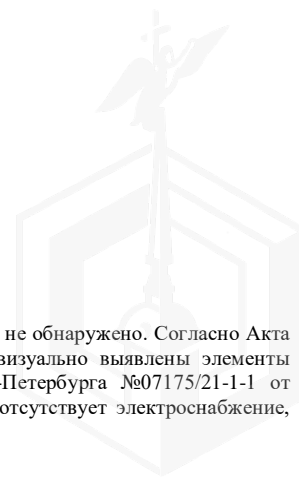 не обнаружено. Согласно Акта
визуально выявлены элементы
-Петербурга №07175/21-1-1 от
отсутствует электроснабжение,